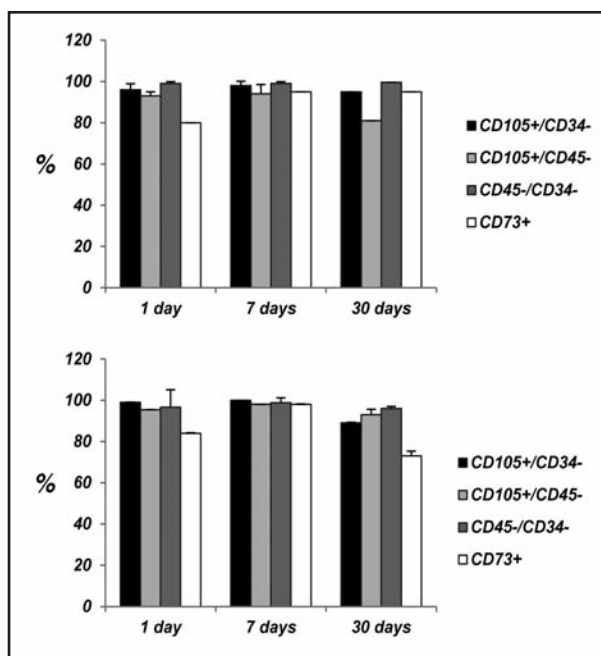 120
100
80
60
40
20
0
%
1 day 7 days 30 days
CD105+/CD34-
CD105+/CD45-
CD45-/CD34-
CD73+
120
100
80
60
40
20
0
%
1 day 7 days 30 days
CD105+/CD34-
CD105+/CD45-
CD45-/CD34-
CD73+